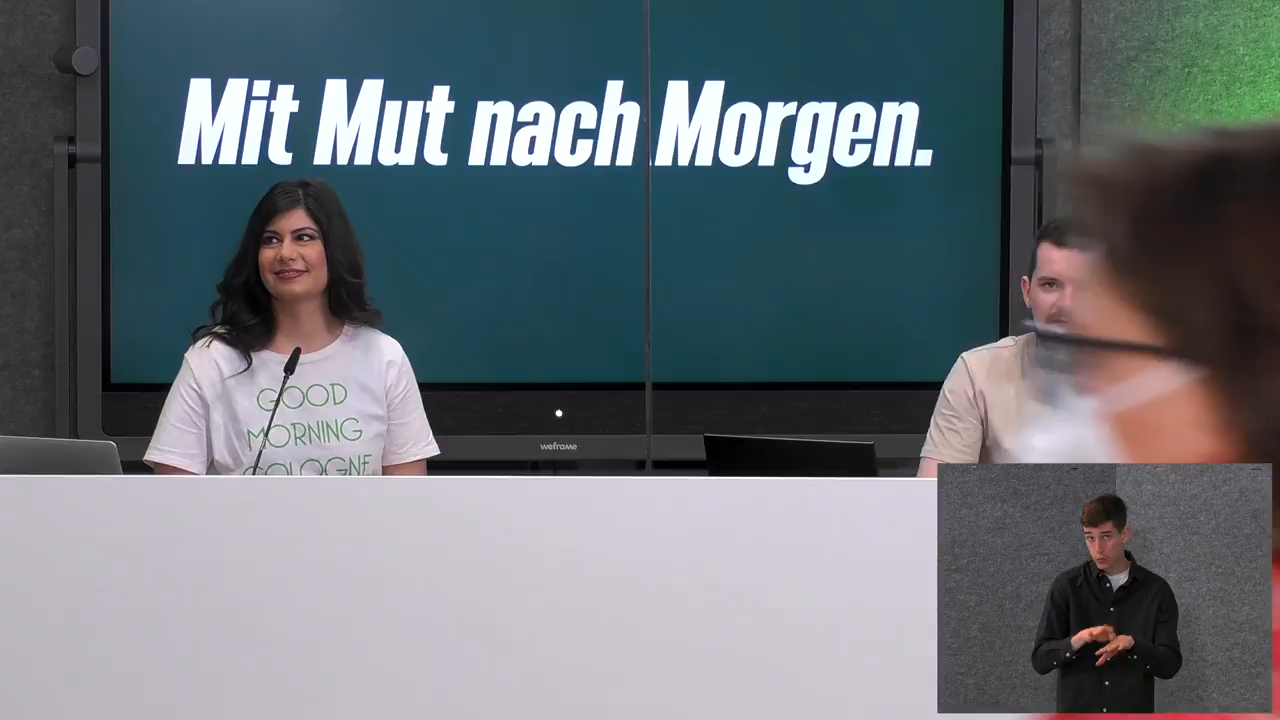 Mit Mut nach Morgen.
GOOD
MORNING
COLOGNE
weframe